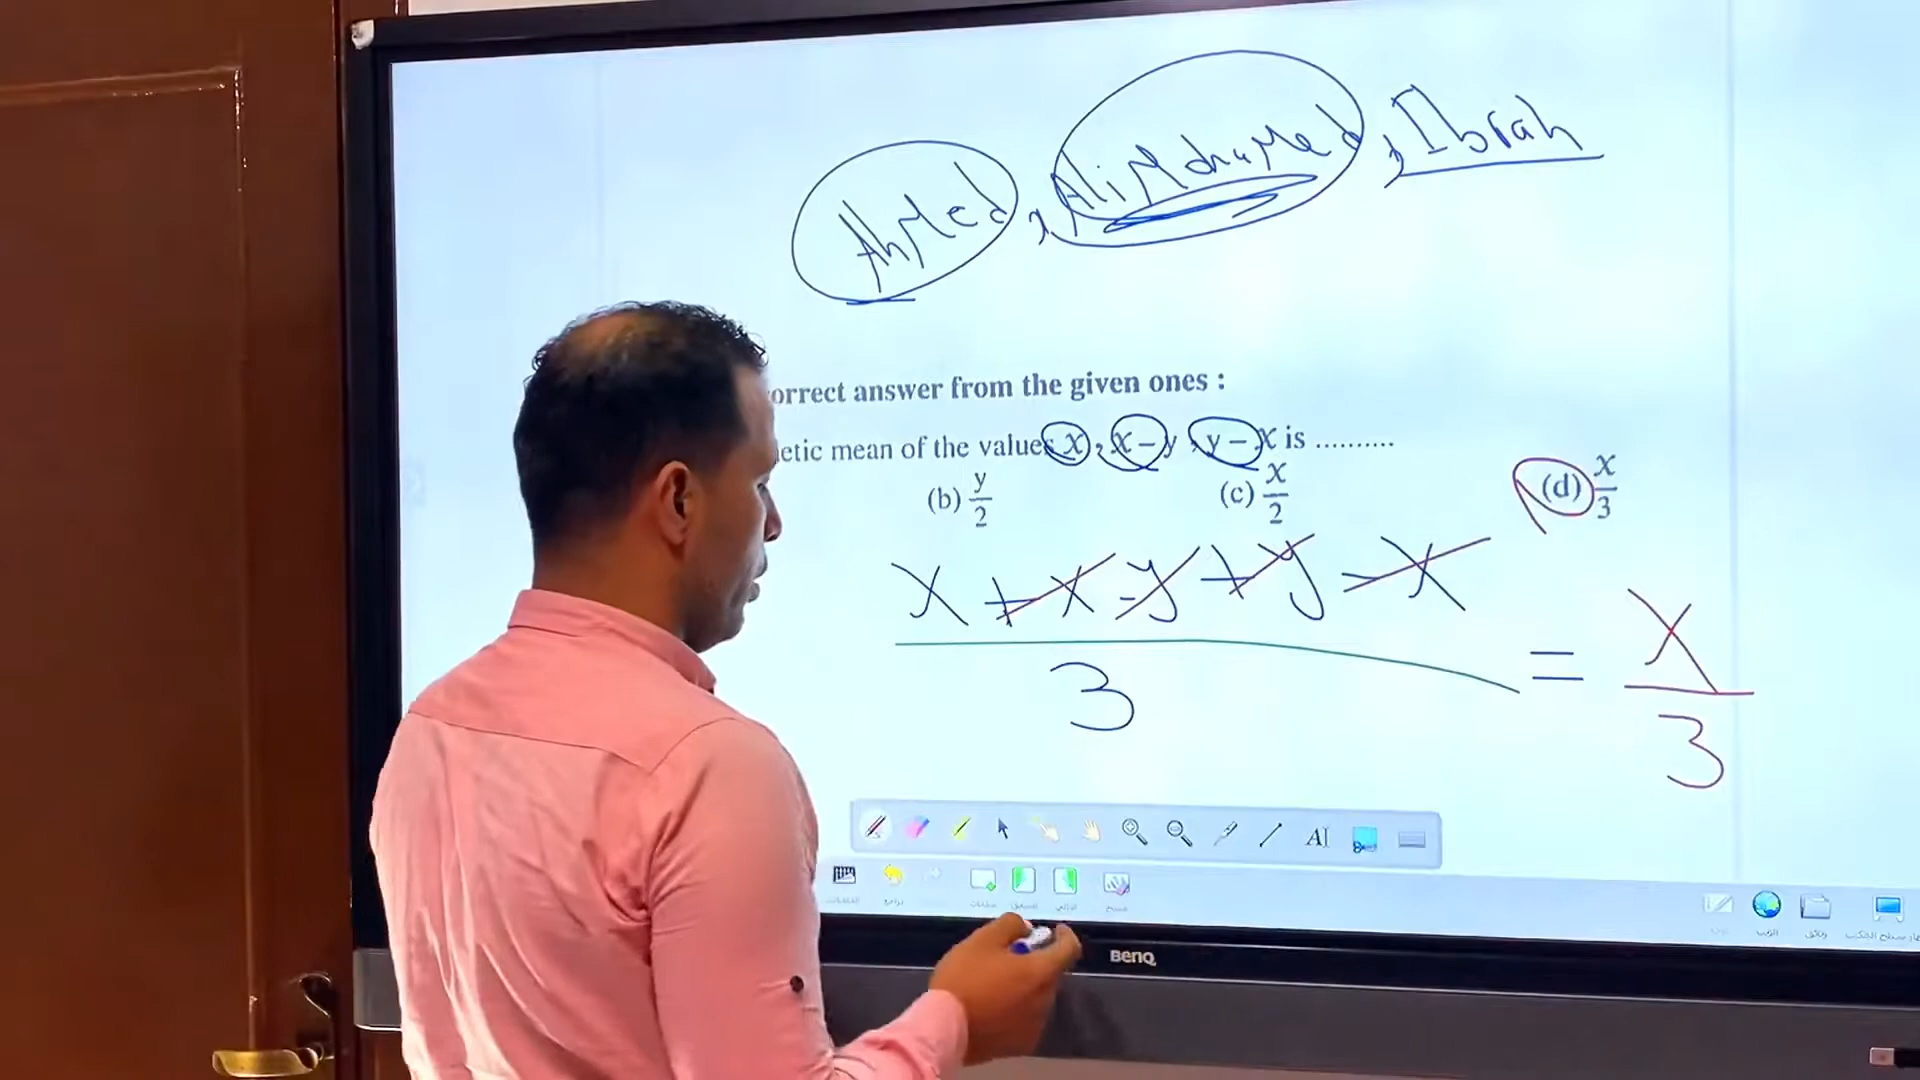 Ahmed, Ali Mohamed, Ibrah
orrect answer from the given ones :
etic mean of the values x , x – y , y – x is ..........
(b) y/2 (c) x/2 (d) x/3
x + x - y + y - x
3
= x/3
AI
BenQ